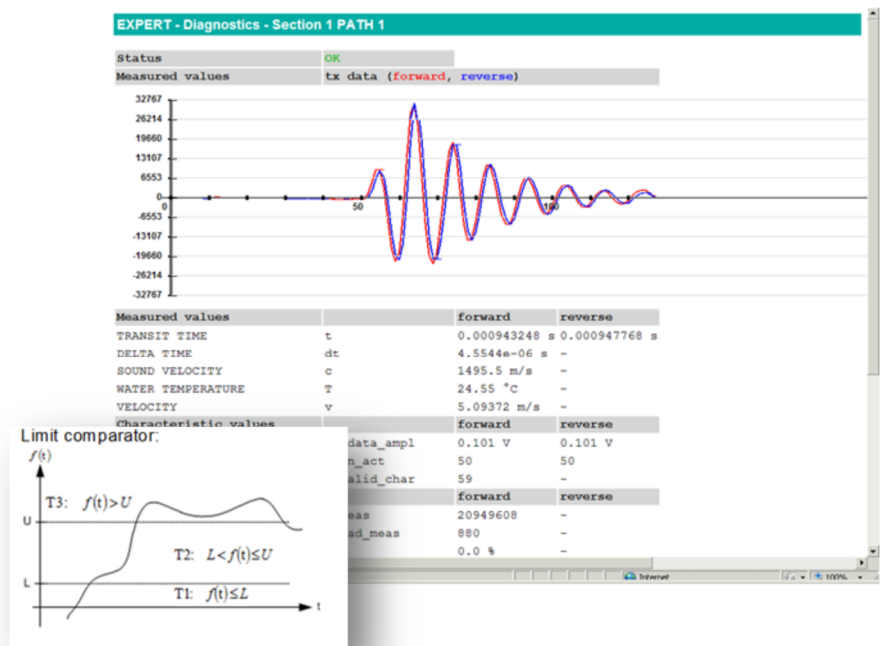 EXPERT - Diagnostics - Section 1 PATH 1
Status OK
Measured values tx data (forward, reverse)
32767
26214
19660
13107
6553
0
-6553
-13107
-19660
-26214
-32767
0 50 100
Measured values forward reverse
TRANSIT TIME t 0.000943248 s 0.000947768 s
DELTA TIME dt 4.5544e-06 s -
SOUND VELOCITY c 1495.5 m/s -
WATER TEMPERATURE T 24.55 °C -
VELOCITY v 5.09372 m/s -
Characteristic values forward reverse
data_ampl 0.101 V 0.101 V
n_act 50 50
alid_char 59 -
forward reverse
eas 20949608 -
ad_meas 880 -
0.0 % -
Internet 100%
Limit comparator:
f(t)
T3: f(t)>U
U
T2: L<f(t)≤U
L
T1: f(t)≤L
t